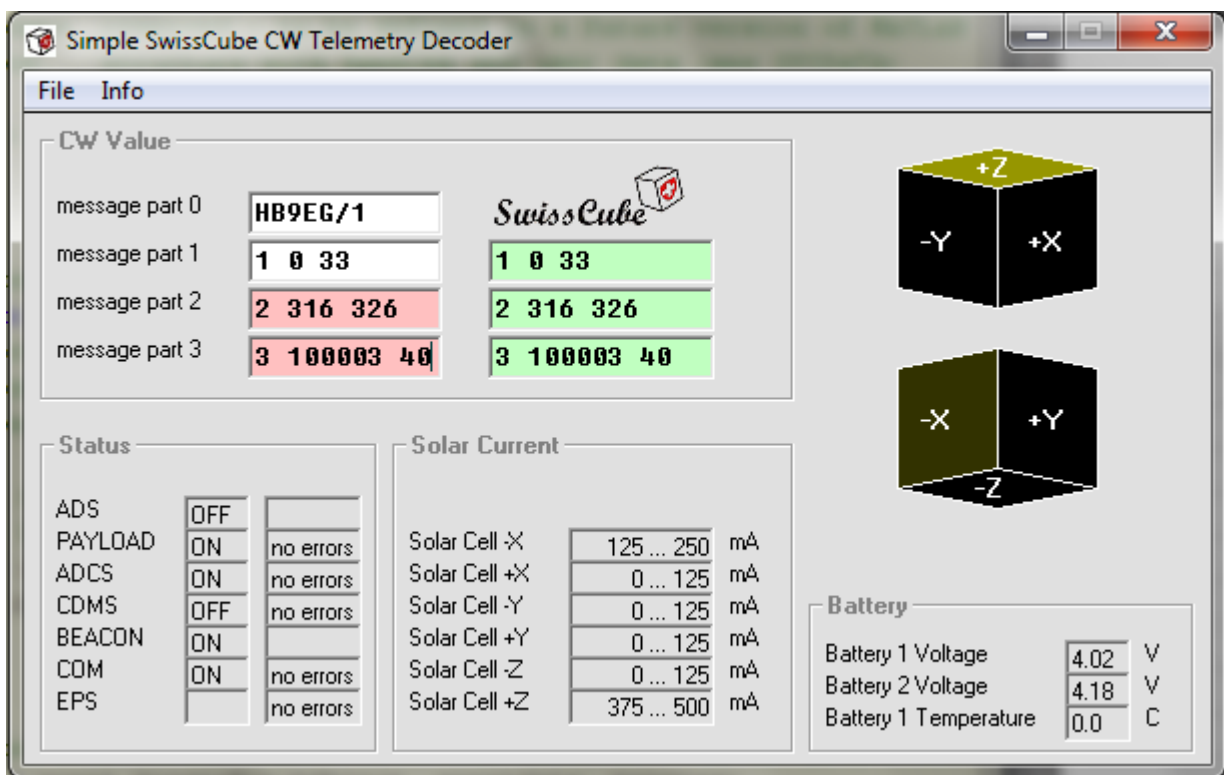 Simple SwissCube CW Telemetry Decoder
File Info
CW Value
message part 0 HB9EG/1 SwissCube
message part 1 1 0 33 1 0 33
message part 2 2 316 326 2 316 326
message part 3 3 100003 40 3 100003 40
+Z
-Y +X
-X +Y
-Z
Status
ADS OFF
PAYLOAD ON no errors
ADCS ON no errors
CDMS OFF no errors
BEACON ON
COM ON no errors
EPS no errors
Solar Current
Solar Cell -X 125 ... 250 mA
Solar Cell +X 0 ... 125 mA
Solar Cell -Y 0 ... 125 mA
Solar Cell +Y 0 ... 125 mA
Solar Cell -Z 0 ... 125 mA
Solar Cell +Z 375 ... 500 mA
Battery
Battery 1 Voltage 4.02 V
Battery 2 Voltage 4.18 V
Battery 1 Temperature 0.0 C